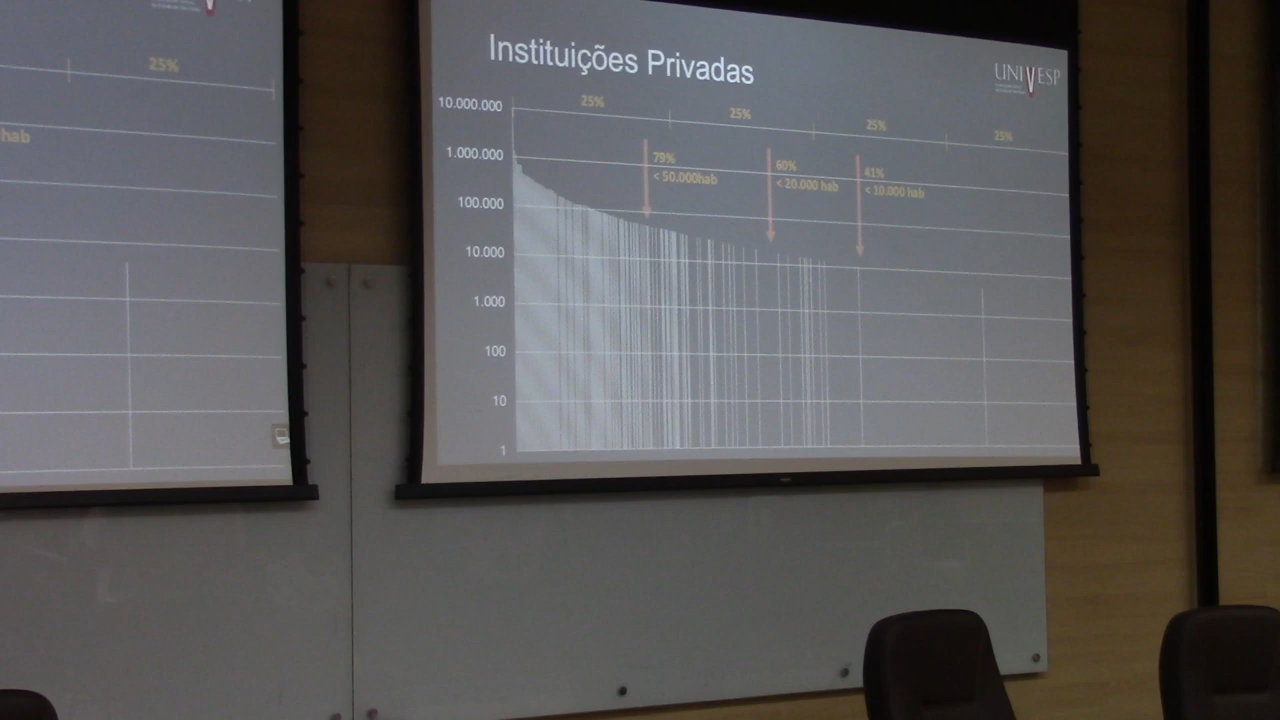 25%
hab
Instituições Privadas
UNIVESP
10.000.000
25%
25%
25%
25%
1.000.000
79%
< 50.000hab
60%
< 20.000 hab
41%
< 10.000 hab
100.000
10.000
1.000
100
10
1